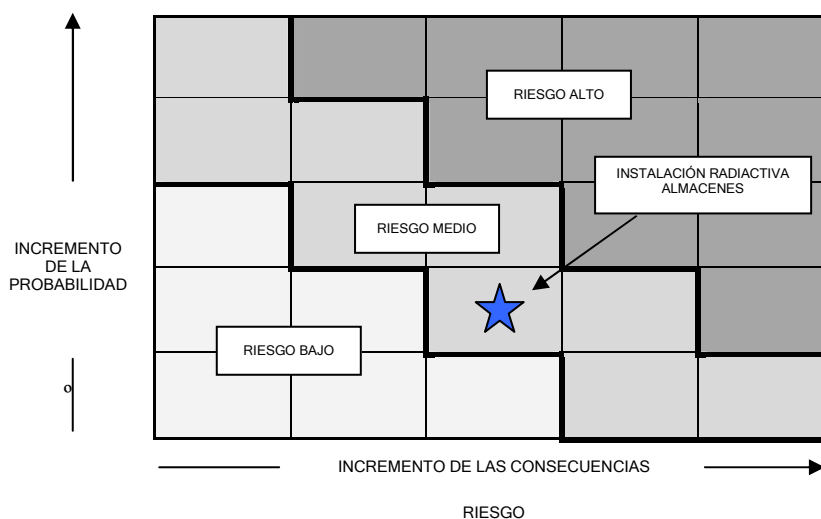 RIESGO ALTO
INSTALACIÓN RADIACTIVA
ALMACENES
RIESGO MEDIO
INCREMENTO
DE LA
PROBABILIDAD
RIESGO BAJO
o
INCREMENTO DE LAS CONSECUENCIAS
RIESGO